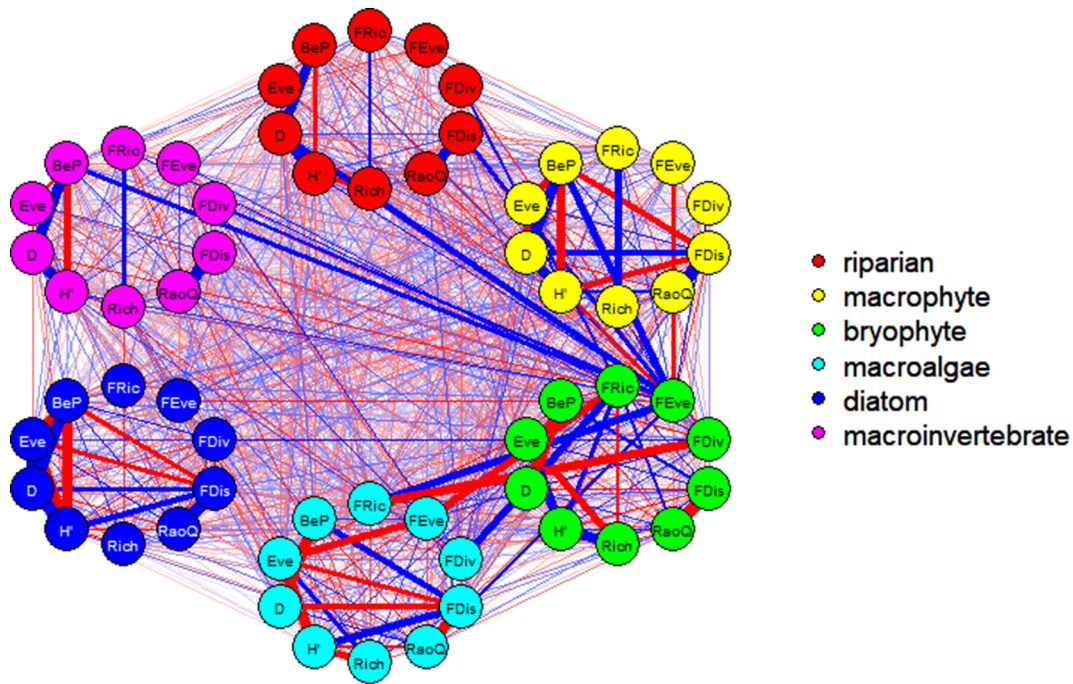 FRic
BeP
FEve
Eve
FDiv
D
FDis
H'
RaoQ
Rich
FRic
BeP
FEve
Eve
FDiv
D
FDis
H'
RaoQ
Rich
FRic
BeP
FEve
Eve
FDiv
D
FDis
H'
RaoQ
Rich
FRic
BeP
FEve
Eve
FDiv
D
FDis
H'
RaoQ
Rich
FRic
BeP
FEve
Eve
FDiv
D
FDis
H'
RaoQ
Rich
FRic
BeP
FEve
Eve
FDiv
D
FDis
H'
RaoQ
Rich
riparian
macrophyte
bryophyte
macroalgae
diatom
macroinvertebrate